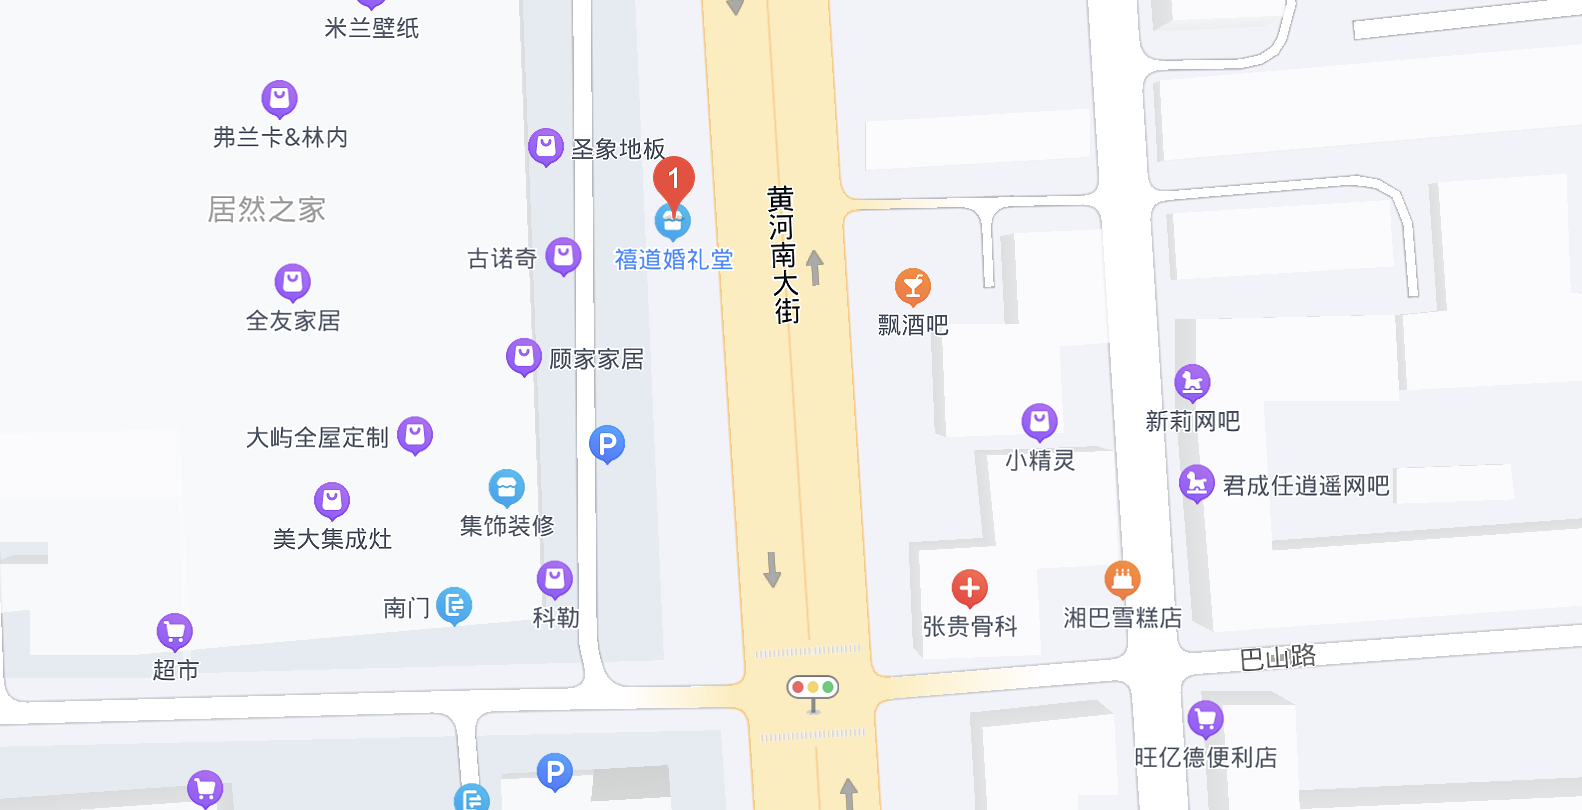 米兰壁纸
弗兰卡&林内
圣象地板
1
居然之家
黄河南大街
古诺奇
禧道婚礼堂
全友家居
飘酒吧
顾家家居
新莉网吧
大屿全屋定制
P
小精灵
君成任逍遥网吧
美大集成灶
集饰装修
南门
科勒
张贵骨科
湘巴雪糕店
超市
巴山路
旺亿德便利店
P